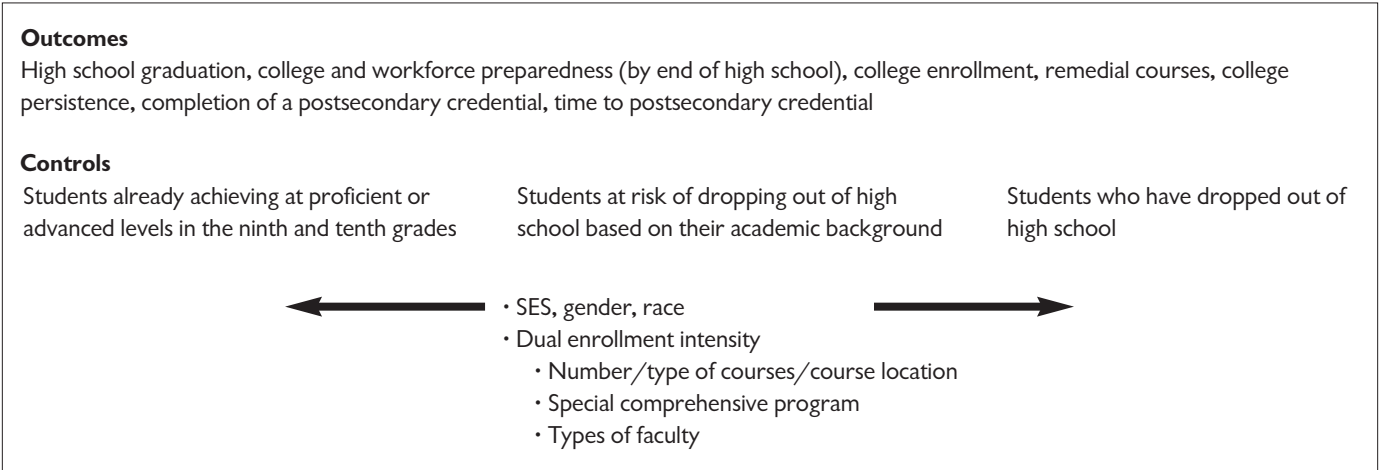 Outcomes
High school graduation, college and workforce preparedness (by end of high school), college enrollment, remedial courses, college
persistence, completion of a postsecondary credential, time to postsecondary credential
Controls
Students already achieving at proficient or
advanced levels in the ninth and tenth grades
Students at risk of dropping out of high
school based on their academic background
Students who have dropped out of
high school
· SES, gender, race
· Dual enrollment intensity
· Number/type of courses/course location
· Special comprehensive program
· Types of faculty